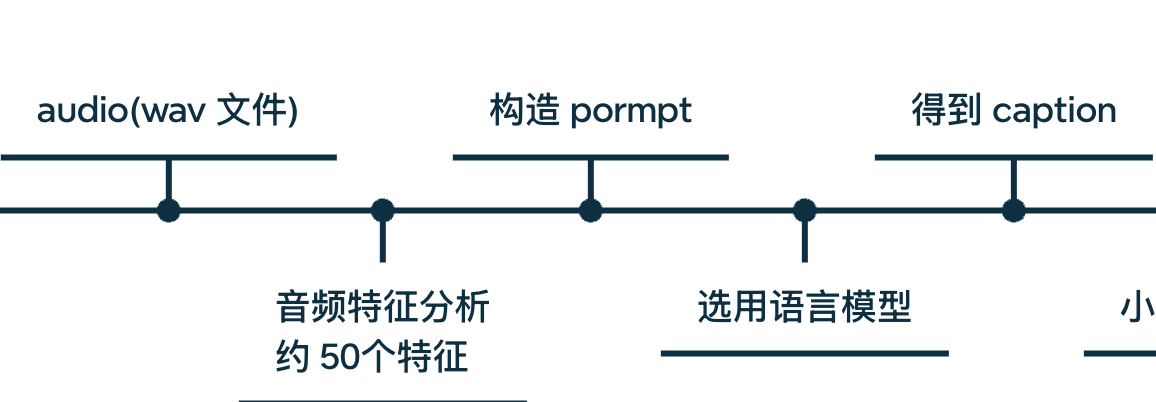 audio(wav 文件)
音频特征分析
约 50个特征
构造 pormpt
选用语言模型
得到 caption
小